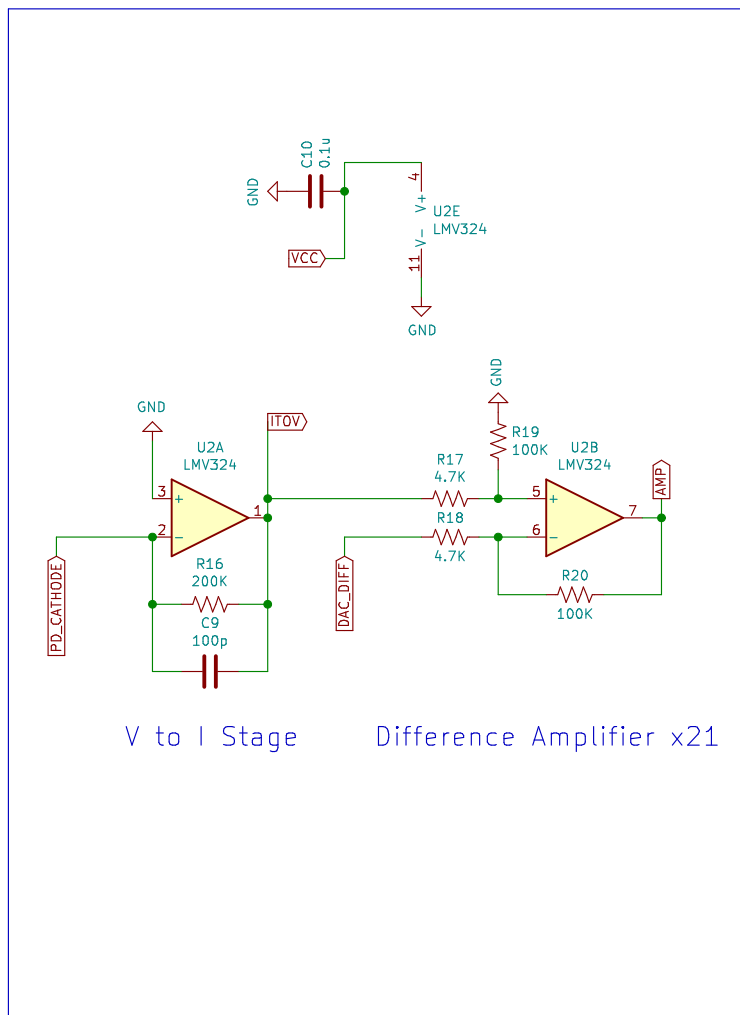 C10
0.1u
GND
4
V+
U2E
LMV324
V-
11
VCC
GND
GND
ITOV
GND
U2A
LMV324
R19
100K
U2B
LMV324
R17
4.7K
3
+
1
2
-
5
+
7
6
-
AMP
R18
4.7K
R16
200K
C9
100p
R20
100K
PD_CATHODE
DAC_DIFF
V to I Stage
Difference Amplifier x21